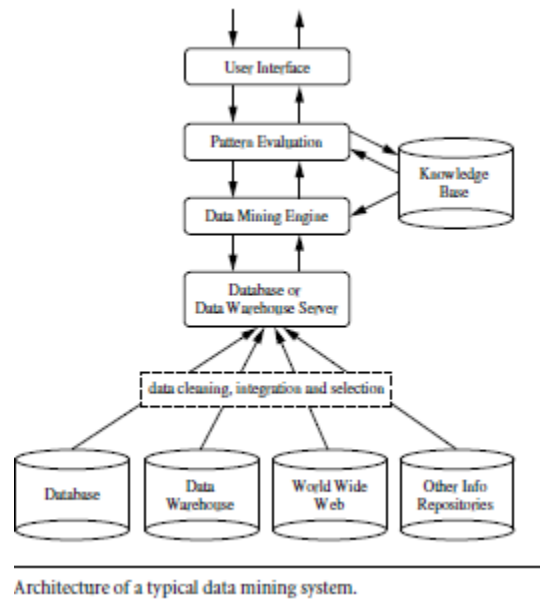 User Interface
Pattern Evaluation
Knowledge
Base
Data Mining Engine
Database or
Data Warehouse Server
data cleaning, integration and selection
Database
Data
Warehouse
World Wide
Web
Other Info
Repositories
Architecture of a typical data mining system.